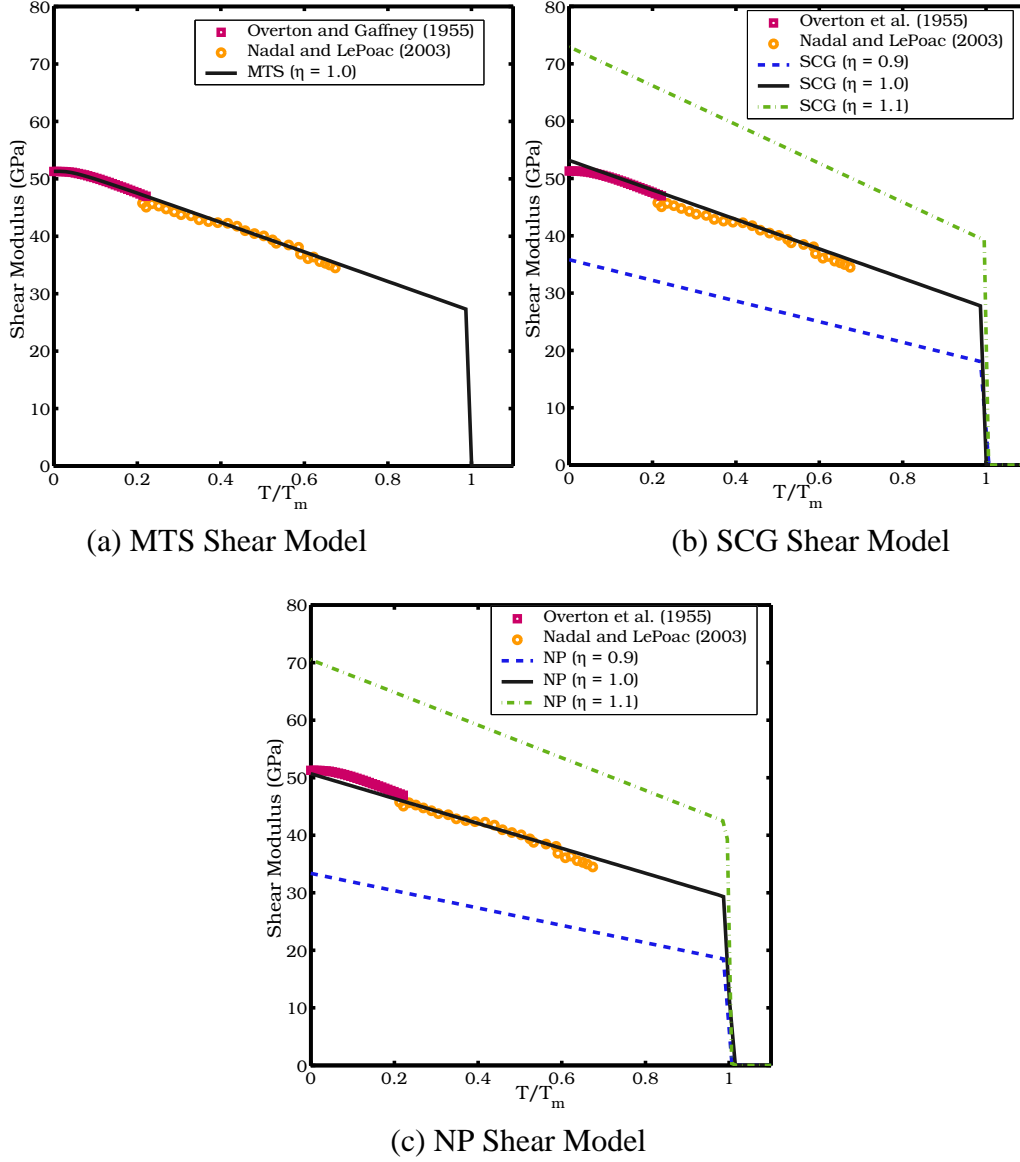 80
70
60
50
40
30
20
10
0
Shear Modulus (GPa)
Overton and Gaffney (1955)
Nadal and LePoac (2003)
MTS (η = 1.0)
0 0.2 0.4 0.6 0.8 1
T/Tm
(a) MTS Shear Model
80
70
60
50
40
30
20
10
0
Shear Modulus (GPa)
Overton et al. (1955)
Nadal and LePoac (2003)
SCG (η = 0.9)
SCG (η = 1.0)
SCG (η = 1.1)
0 0.2 0.4 0.6 0.8 1
T/Tm
(b) SCG Shear Model
80
70
60
50
40
30
20
10
0
Shear Modulus (GPa)
Overton et al. (1955)
Nadal and LePoac (2003)
NP (η = 0.9)
NP (η = 1.0)
NP (η = 1.1)
0 0.2 0.4 0.6 0.8 1
T/Tm
(c) NP Shear Model